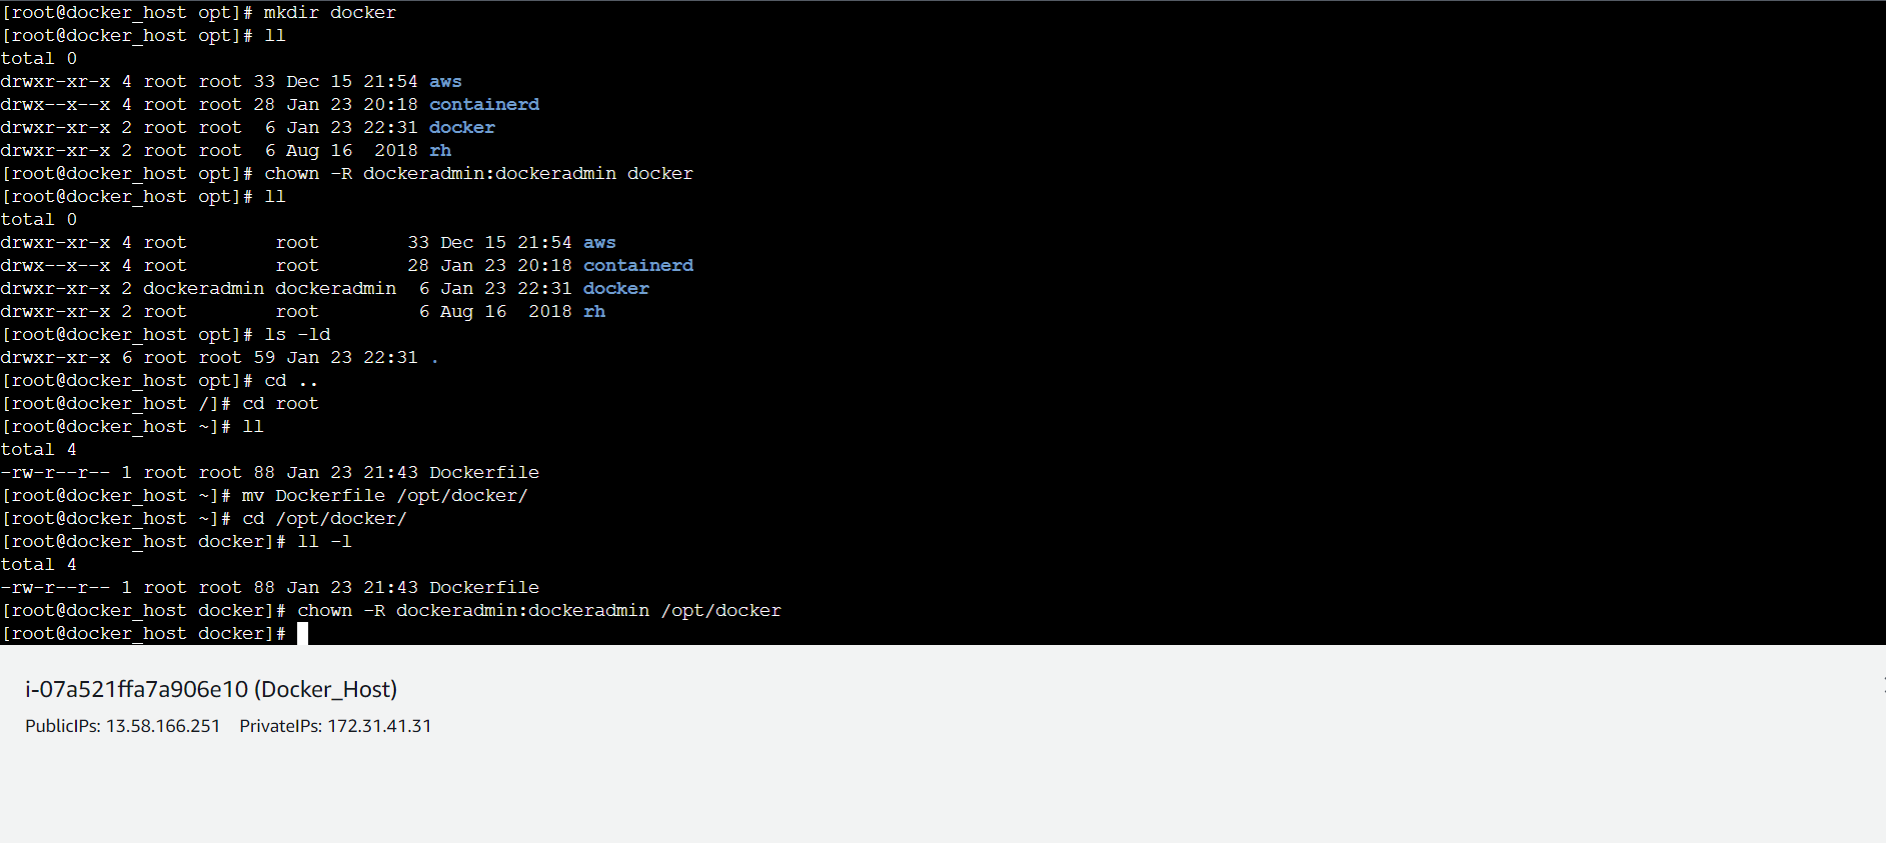 [root@docker_host opt]# mkdir docker
[root@docker_host opt]# ll
total 0
drwxr-xr-x 4 root root 33 Dec 15 21:54 aws
drwx--x--x 4 root root 28 Jan 23 20:18 containerd
drwxr-xr-x 2 root root  6 Jan 23 22:31 docker
drwxr-xr-x 2 root root  6 Aug 16  2018 rh
[root@docker_host opt]# chown -R dockeradmin:dockeradmin docker
[root@docker_host opt]# ll
total 0
drwxr-xr-x 4 root        root        33 Dec 15 21:54 aws
drwx--x--x 4 root        root        28 Jan 23 20:18 containerd
drwxr-xr-x 2 dockeradmin dockeradmin  6 Jan 23 22:31 docker
drwxr-xr-x 2 root        root         6 Aug 16  2018 rh
[root@docker_host opt]# ls -ld
drwxr-xr-x 6 root root 59 Jan 23 22:31 .
[root@docker_host opt]# cd ..
[root@docker_host /]# cd root
[root@docker_host ~]# ll
total 4
-rw-r--r-- 1 root root 88 Jan 23 21:43 Dockerfile
[root@docker_host ~]# mv Dockerfile /opt/docker/
[root@docker_host ~]# cd /opt/docker/
[root@docker_host docker]# ll -l
total 4
-rw-r--r-- 1 root root 88 Jan 23 21:43 Dockerfile
[root@docker_host docker]# chown -R dockeradmin:dockeradmin /opt/docker
[root@docker_host docker]#
i-07a521ffa7a906e10 (Docker_Host)
PublicIPs: 13.58.166.251    PrivateIPs: 172.31.41.31